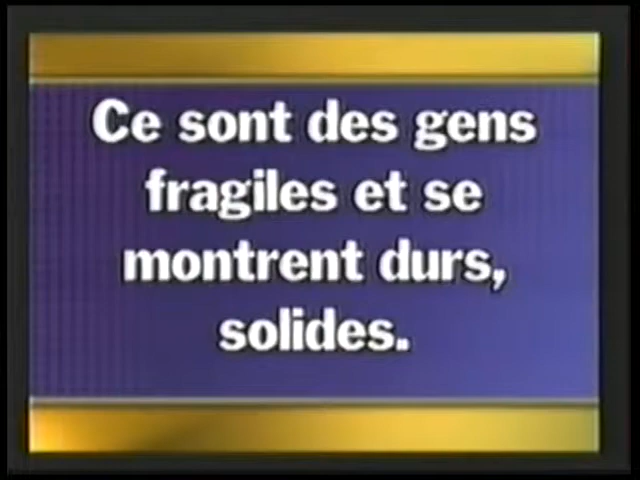 Ce sont des gens
fragiles et se
montrent durs,
solides.